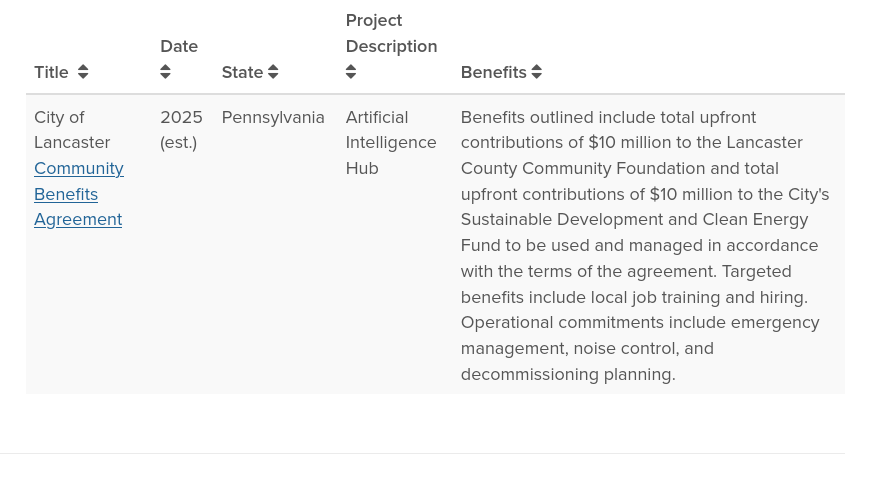 Title
Date
State
Project
Description
Benefits
City of
Lancaster
Community
Benefits
Agreement
2025
(est.)
Pennsylvania
Artificial
Intelligence
Hub
Benefits outlined include total upfront
contributions of $10 million to the Lancaster
County Community Foundation and total
upfront contributions of $10 million to the City's
Sustainable Development and Clean Energy
Fund to be used and managed in accordance
with the terms of the agreement. Targeted
benefits include local job training and hiring.
Operational commitments include emergency
management, noise control, and
decommissioning planning.